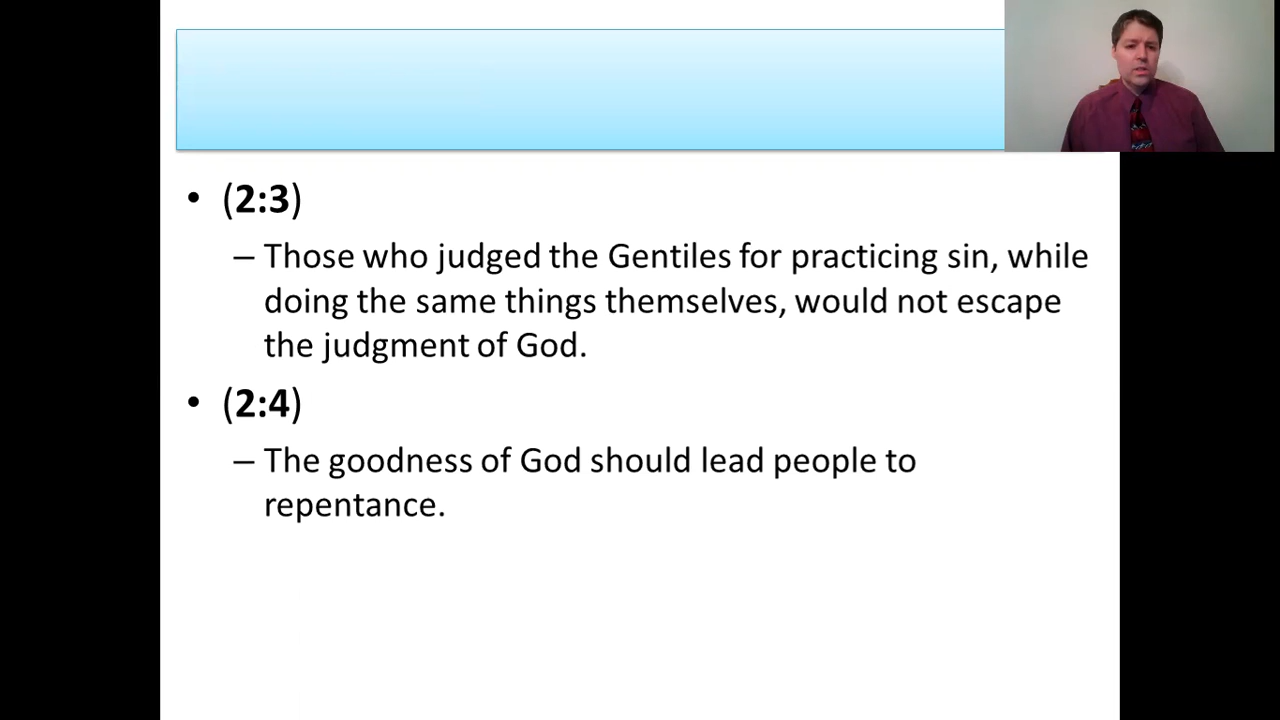 • (2:3)
– Those who judged the Gentiles for practicing sin, while
doing the same things themselves, would not escape
the judgment of God.
• (2:4)
– The goodness of God should lead people to
repentance.